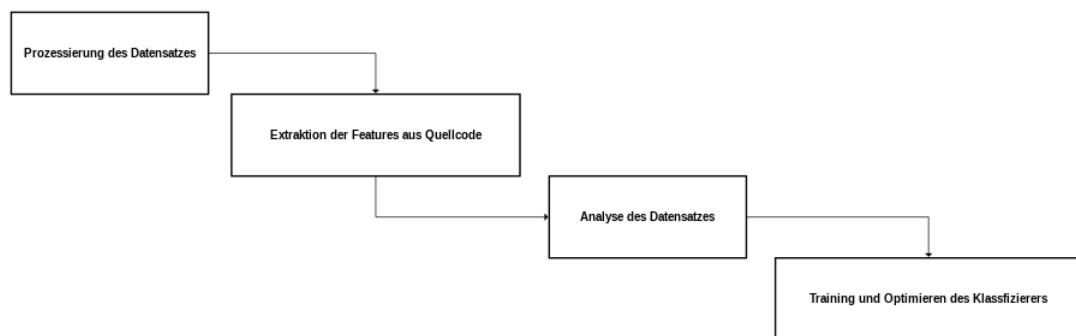 Prozessierung des Datensatzes
Extraktion der Features aus Quellcode
Analyse des Datensatzes
Training und Optimieren des Klassfizierers